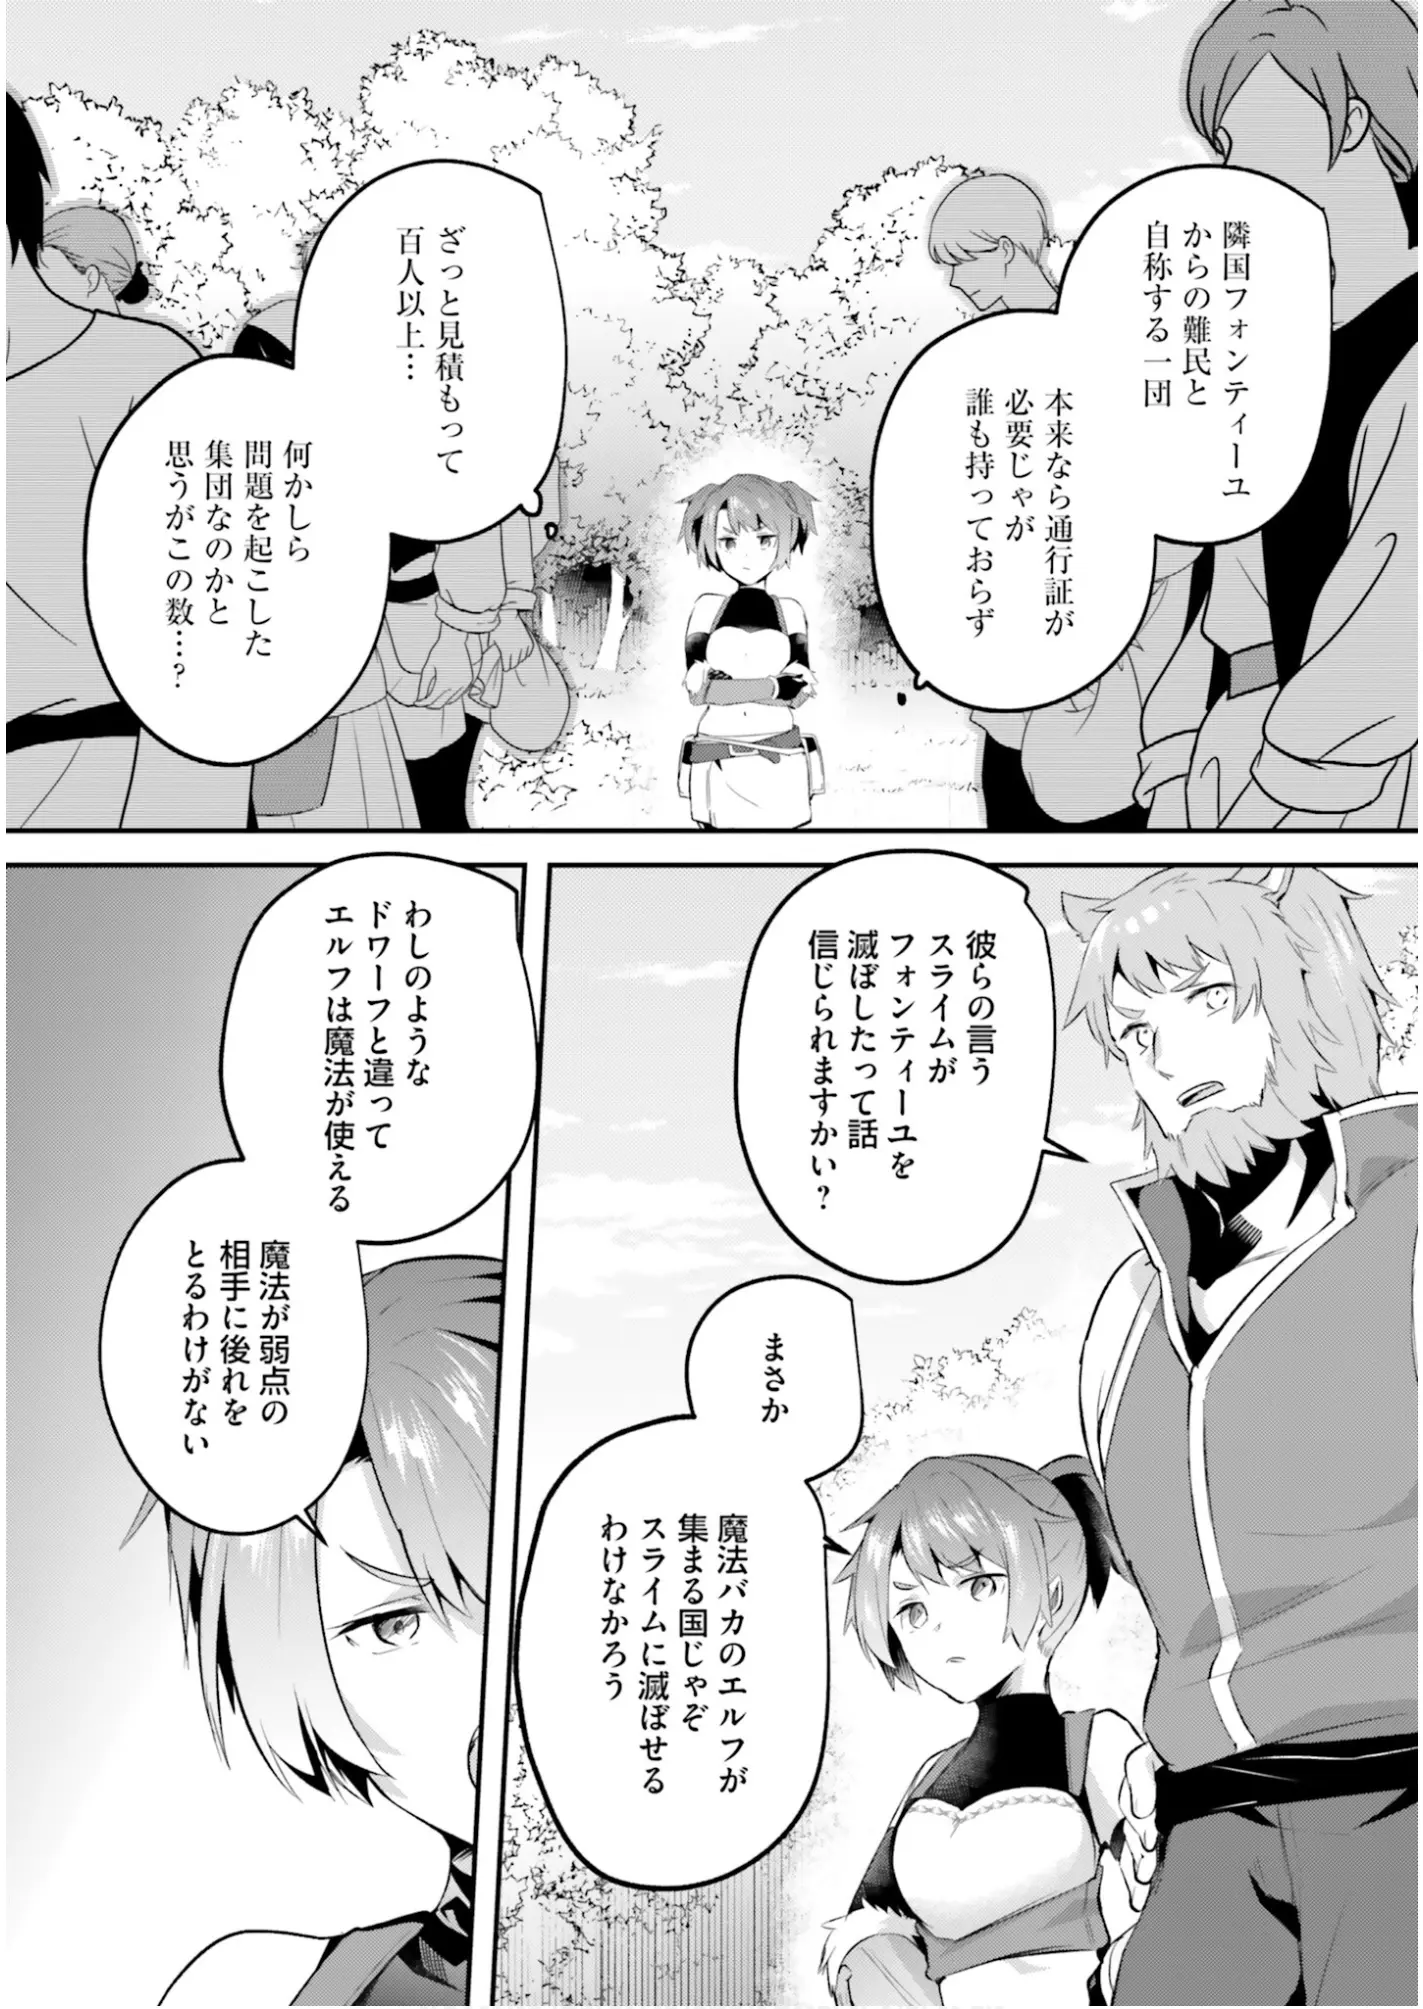 隣国フォンティーユ
からの難民と
自称する一団
本来なら通行証が
必要じゃが
誰も持っておらず
ざっと見積もって
百人以上…
何かしら
問題を起こした
集団なのかと
思うがこの数…?
彼らの言う
スライムが
フォンティーユを
滅ぼしたって話
信じられますかい?
まさか
魔法バカのエルフが
集まる国じゃぞ
スライムに滅ぼせる
わけなかろう
わしのような
ドワーフと違って
エルフは魔法が使える
魔法が弱点の
相手に後れを
とるわけがない